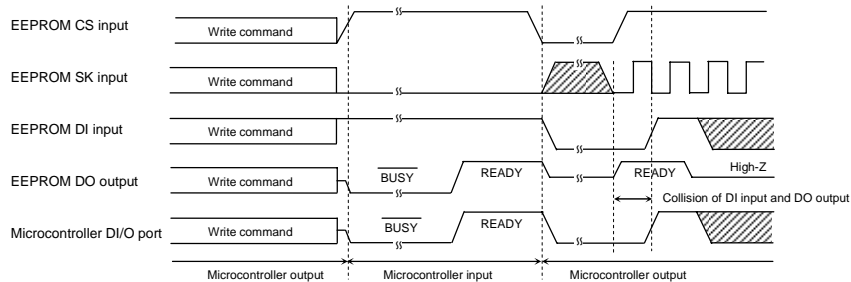 EEPROM CS input
Write command
EEPROM SK input
Write command
EEPROM DI input
Write command
EEPROM DO output
Write command
BUSY
READY
READY
High-Z
Collision of DI input and DO output
Microcontroller DI/O port
Write command
BUSY
READY
Microcontroller output
Microcontroller input
Microcontroller output